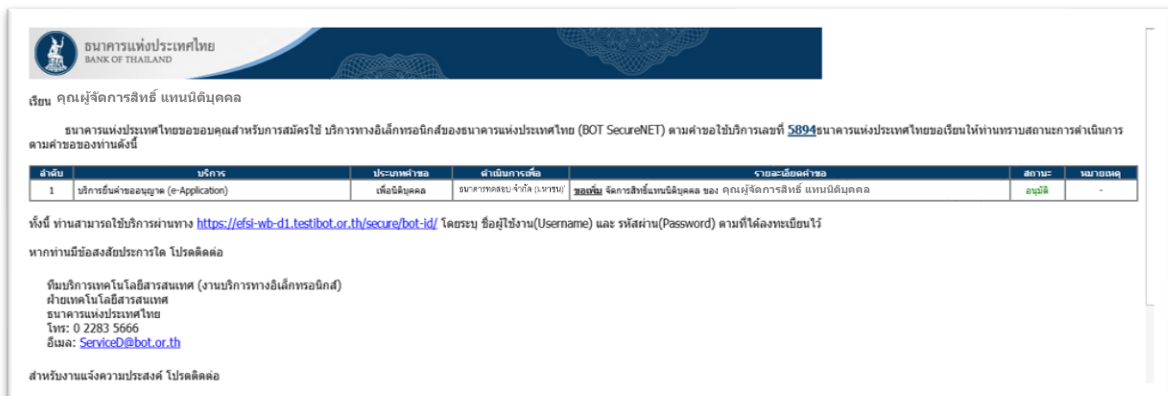 ธนาคารแห่งประเทศไทย
BANK OF THAILAND
เรียน คุณผู้จัดการสิทธิ์ แทนนิติบุคคล
ธนาคารแห่งประเทศไทยขอขอบคุณสำหรับการสมัครใช้ บริการทางอิเล็กทรอนิกส์ของธนาคารแห่งประเทศไทย (BOT SecureNET) ตามคำขอใช้บริการเลขที่ 5894ธนาคารแห่งประเทศไทยขอเรียนให้ท่านทราบสถานะการดำเนินการ
ตามคำขอของท่านดังนี้
ลำดับ บริการ ประเภทคำขอ ดำเนินการเพื่อ รายละเอียดคำขอ สถานะ หมายเหตุ
1 บริการยื่นคำขออนุญาต (e-Application) เพื่อนิติบุคคล ธนาคารทดสอบ จำกัด (มหาชน) ขอเพิ่ม จัดการสิทธิ์แทนนิติบุคคล ของ คุณผู้จัดการสิทธิ์ แทนนิติบุคคล อนุมัติ -
ทั้งนี้ ท่านสามารถใช้บริการผ่านทาง https://efsi-wb-d1.testibot.or.th/secure/bot-id/ โดยระบุ ชื่อผู้ใช้งาน(Username) และ รหัสผ่าน(Password) ตามที่ได้ลงทะเบียนไว้
หากท่านมีข้อสงสัยประการใด โปรดติดต่อ
ทีมบริการเทคโนโลยีสารสนเทศ (งานบริการทางอิเล็กทรอนิกส์)
ฝ่ายเทคโนโลยีสารสนเทศ
ธนาคารแห่งประเทศไทย
โทร: 0 2283 5666
อีเมล: ServiceD@bot.or.th
สำหรับงานแจ้งความประสงค์ โปรดติดต่อ